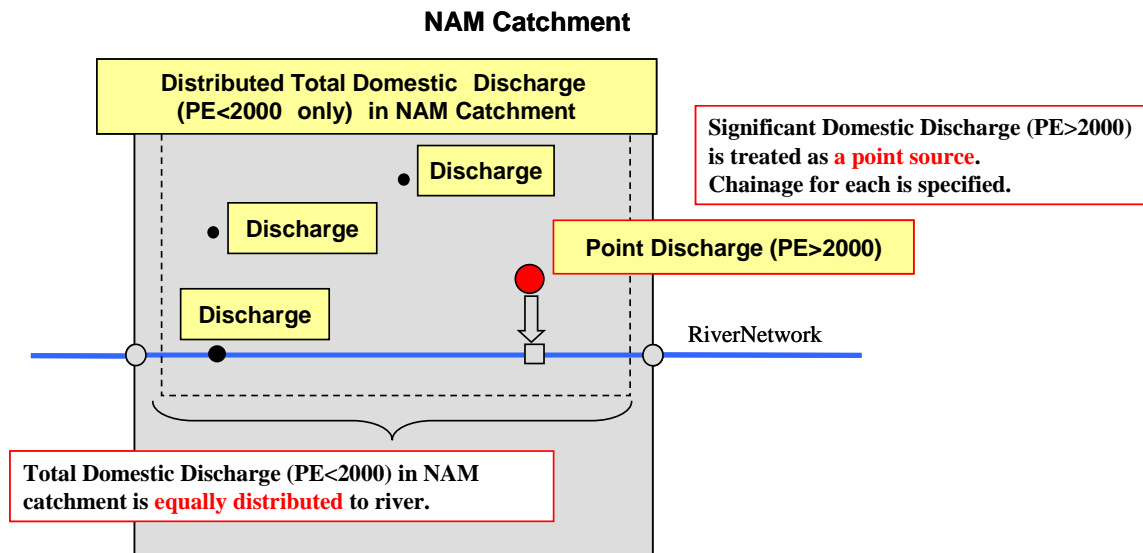 NAM Catchment
Distributed Total Domestic Discharge
(PE<2000 only) in NAM Catchment
Significant Domestic Discharge (PE>2000)
is treated as a point source.
Chainage for each is specified.
Discharge
Discharge
Point Discharge (PE>2000)
Discharge
RiverNetwork
Total Domestic Discharge (PE<2000) in NAM
catchment is equally distributed to river.